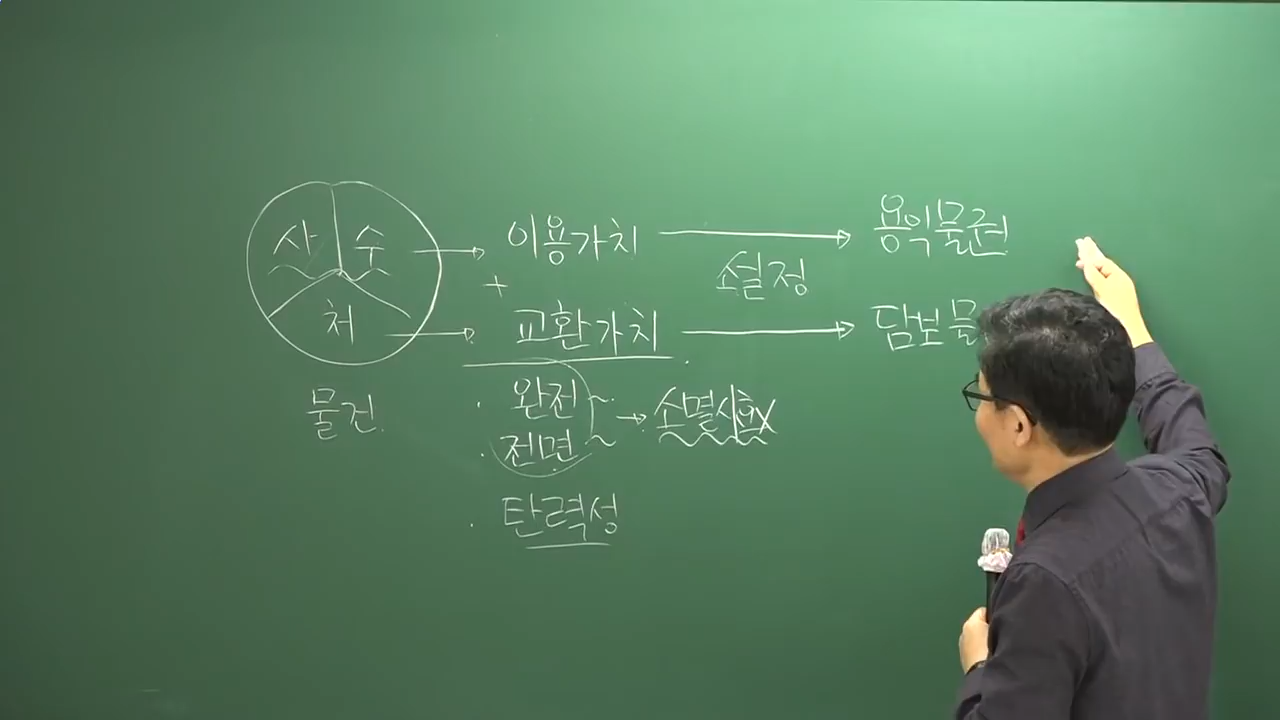 사 수
처
물건
이용가치
+
교환가치
설정
용익물권
담보물
· 완전
· 전면
소멸시효X
· 탄력성